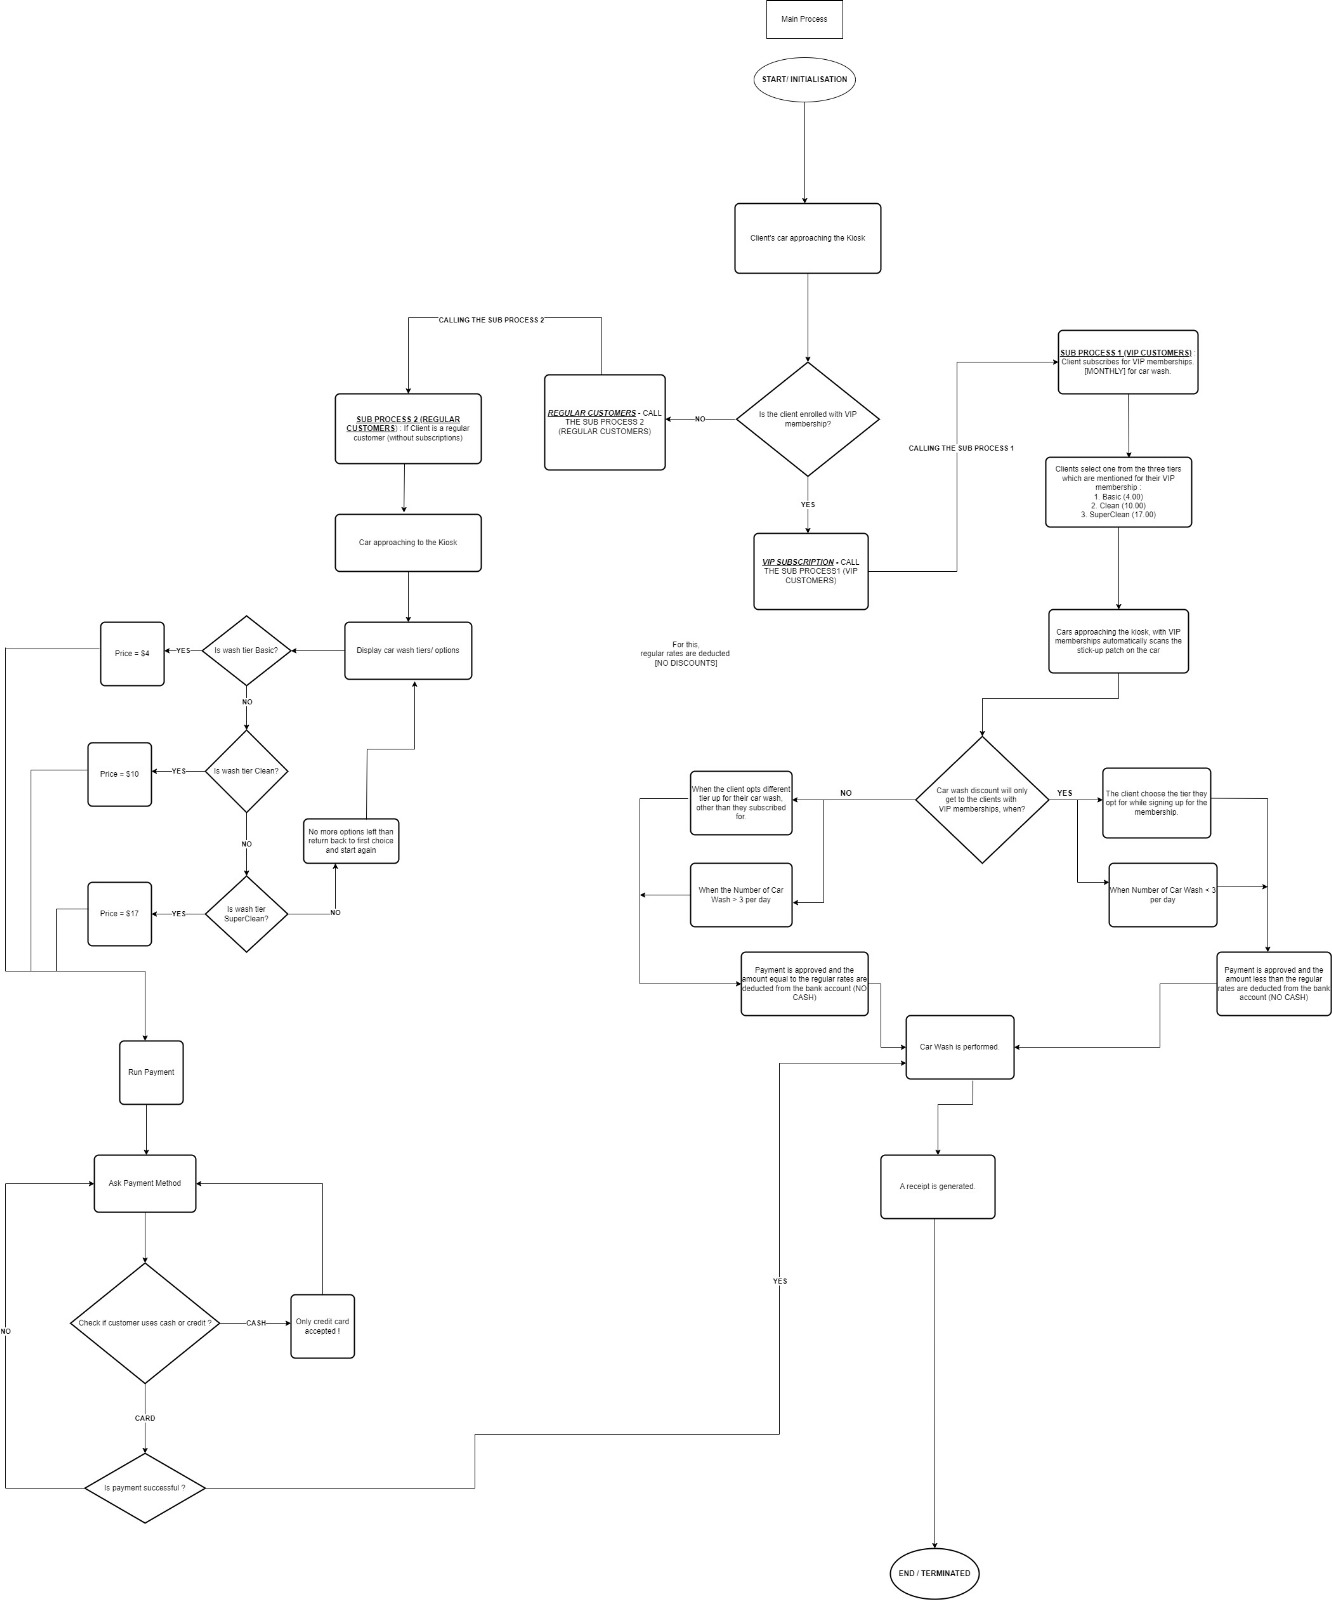 Main Process
START/ INITIALISATION
Client's car approaching the Kiosk
CALLING THE SUB PROCESS 2
SUB PROCESS 1 (VIP CUSTOMERS) :
Client subscribes for VIP memberships.
[MONTHLY] for car wash.
SUB PROCESS 2 (REGULAR
CUSTOMERS) : If Client is a regular
customer (without subscriptions)
REGULAR CUSTOMERS - CALL
THE SUB PROCESS 2
(REGULAR CUSTOMERS)
NO
Is the client enrolled with VIP
membership?
CALLING THE SUB PROCESS 1
Clients select one from the three tiers
which are mentioned for their VIP
membership :
1. Basic (4.00)
2. Clean (10.00)
3. SuperClean (17.00)
YES
Car approaching to the Kiosk
VIP SUBSCRIPTION - CALL
THE SUB PROCESS1 (VIP
CUSTOMERS)
Price = $4
YES
Is wash tier Basic?
Display car wash tiers/ options
For this,
regular rates are deducted
[NO DISCOUNTS]
Cars approaching the kiosk, with VIP
memberships automatically scans the
stick-up patch on the car
NO
Price = $10
YES
Is wash tier Clean?
When the client opts different
tier up for their car wash,
other than they subscribed
for.
NO
Car wash discount will only
get to the clients with
VIP memberships, when?
YES
The client choose the tier they
opt for while signing up for the
membership.
No more options left than
return back to first choice
and start again
NO
When the Number of Car
Wash > 3 per day
When Number of Car Wash < 3
per day
Price = $17
YES
Is wash tier
SuperClean?
NO
Payment is approved and the
amount equal to the regular rates are
deducted from the bank account (NO
CASH)
Payment is approved and the
amount less than the regular
rates are deducted from the bank
account (NO CASH)
Car Wash is performed.
Run Payment
Ask Payment Method
A receipt is generated.
YES
NO
Check if customer uses cash or credit ?
CASH
Only credit card
accepted !
CARD
Is payment successful ?
END / TERMINATED